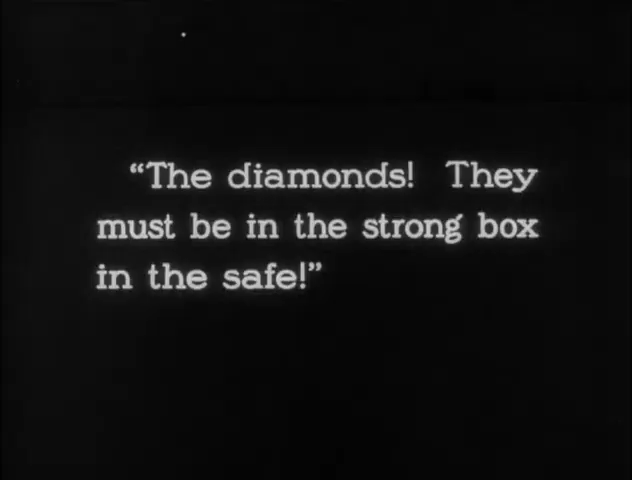 “The diamonds! They
must be in the strong box
in the safe!”